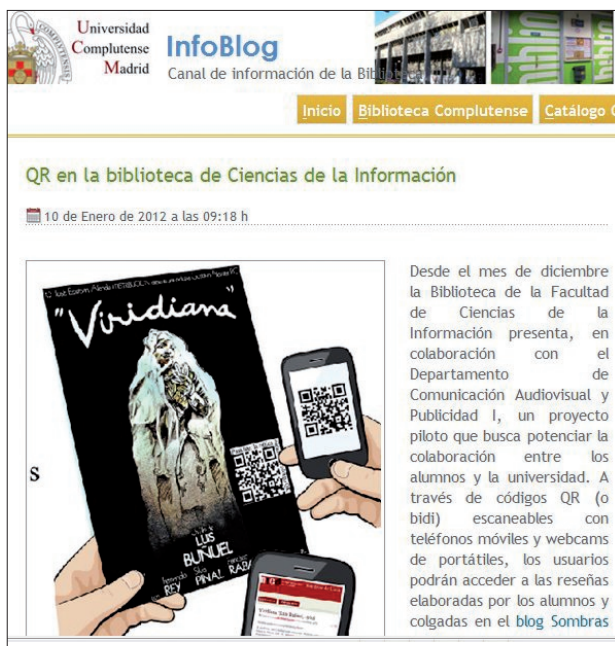 Universidad
Complutense
Madrid
InfoBlog
Canal de información de la Biblioteca
Inicio Biblioteca Complutense Catálogo C
QR en la biblioteca de Ciencias de la Información
10 de Enero de 2012 a las 09:18 h
"Viridiana"
LUIS
BUÑUEL
REY PINAL RABA
s
Desde el mes de diciembre
la Biblioteca de la Facultad
de Ciencias de la
Información presenta, en
colaboración con el
Departamento de
Comunicación Audiovisual y
Publicidad I, un proyecto
piloto que busca potenciar la
colaboración entre los
alumnos y la universidad. A
través de códigos QR (o
bidi) escaneables con
teléfonos móviles y webcams
de portátiles, los usuarios
podrán acceder a las reseñas
elaboradas por los alumnos y
colgadas en el blog Sombras